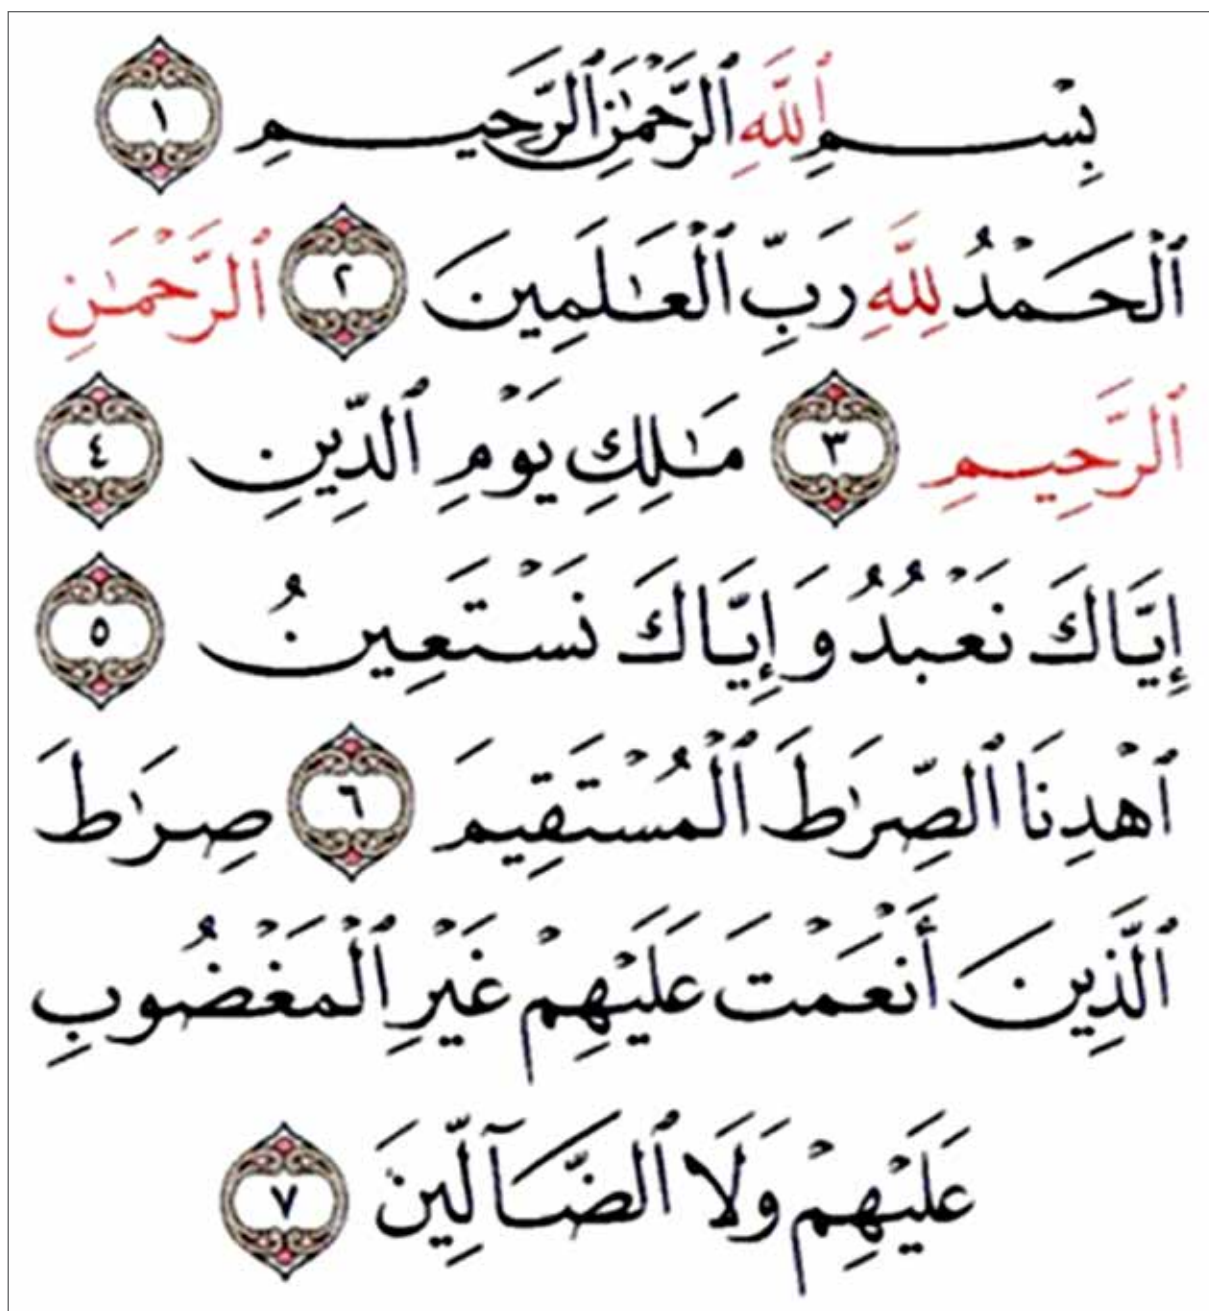 بِسْمِ ٱللَّهِ ٱلرَّحْمَٰنِ ٱلرَّحِيمِ ١
ٱلْحَمْدُ لِلَّهِ رَبِّ ٱلْعَٰلَمِينَ ٢ ٱلرَّحْمَٰنِ
ٱلرَّحِيمِ ٣ مَٰلِكِ يَوْمِ ٱلدِّينِ ٤
إِيَّاكَ نَعْبُدُ وَإِيَّاكَ نَسْتَعِينُ ٥
ٱهْدِنَا ٱلصِّرَٰطَ ٱلْمُسْتَقِيمَ ٦ صِرَٰطَ
ٱلَّذِينَ أَنْعَمْتَ عَلَيْهِمْ غَيْرِ ٱلْمَغْضُوبِ
عَلَيْهِمْ وَلَا ٱلضَّآلِّينَ ٧